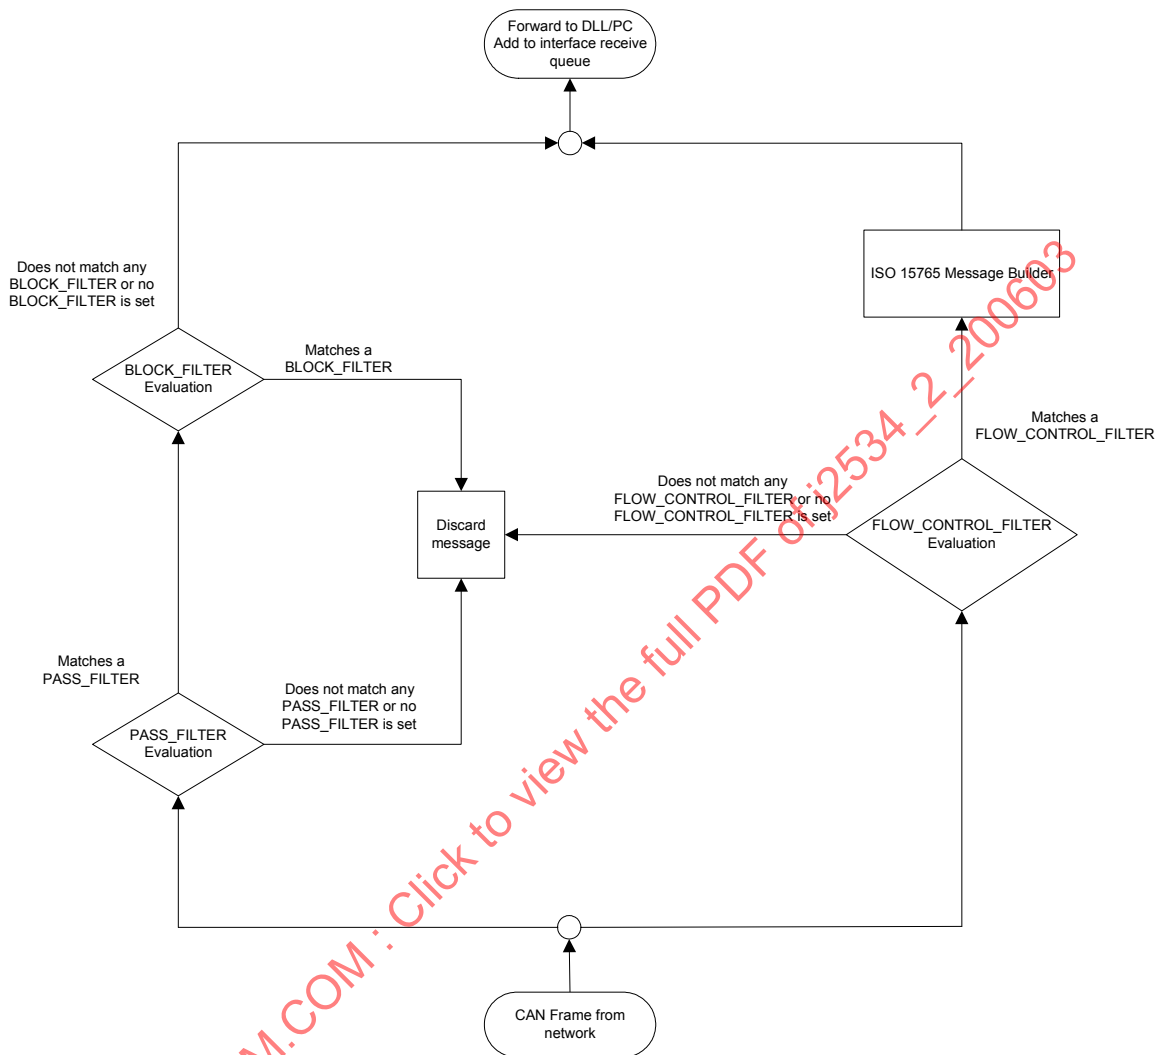 Forward to DLL/PC
Add to interface receive
queue
Does not match any
BLOCK_FILTER or no
BLOCK_FILTER is set
ISO 15765 Message Builder
BLOCK_FILTER
Evaluation
Matches a
BLOCK_FILTER
Matches a
FLOW_CONTROL_FILTER
Does not match any
FLOW_CONTROL_FILTER or no
FLOW_CONTROL_FILTER is set
Discard
message
FLOW_CONTROL_FILTER
Evaluation
Matches a
PASS_FILTER
Does not match any
PASS_FILTER or no
PASS_FILTER is set
PASS_FILTER
Evaluation
CAN Frame from
network
M.COM : Click to view the full PDF of j2534_2_200603